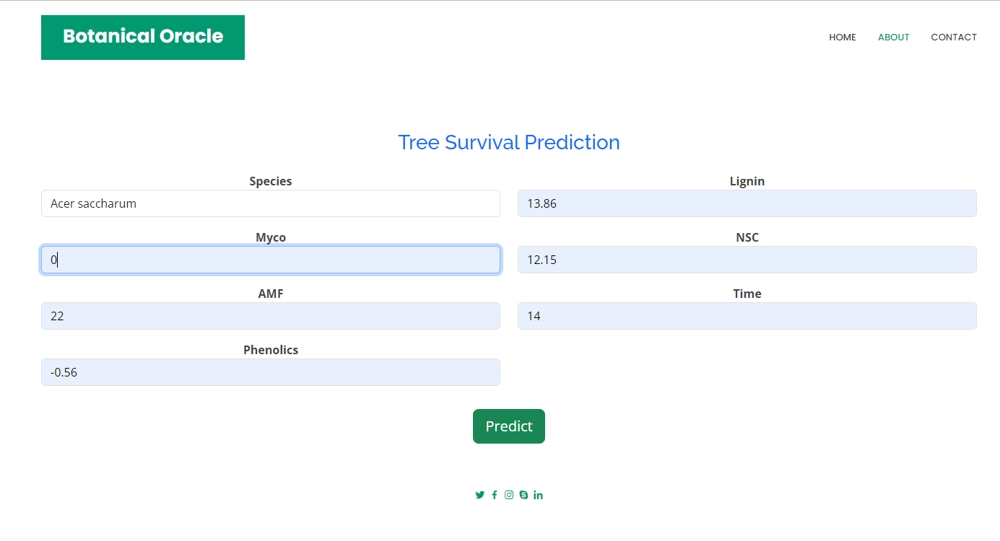 Botanical Oracle
HOME ABOUT CONTACT
Tree Survival Prediction
Species
Acer saccharum
Lignin
13.86
Myco
0
NSC
12.15
AMF
22
Time
14
Phenolics
-0.56
Predict